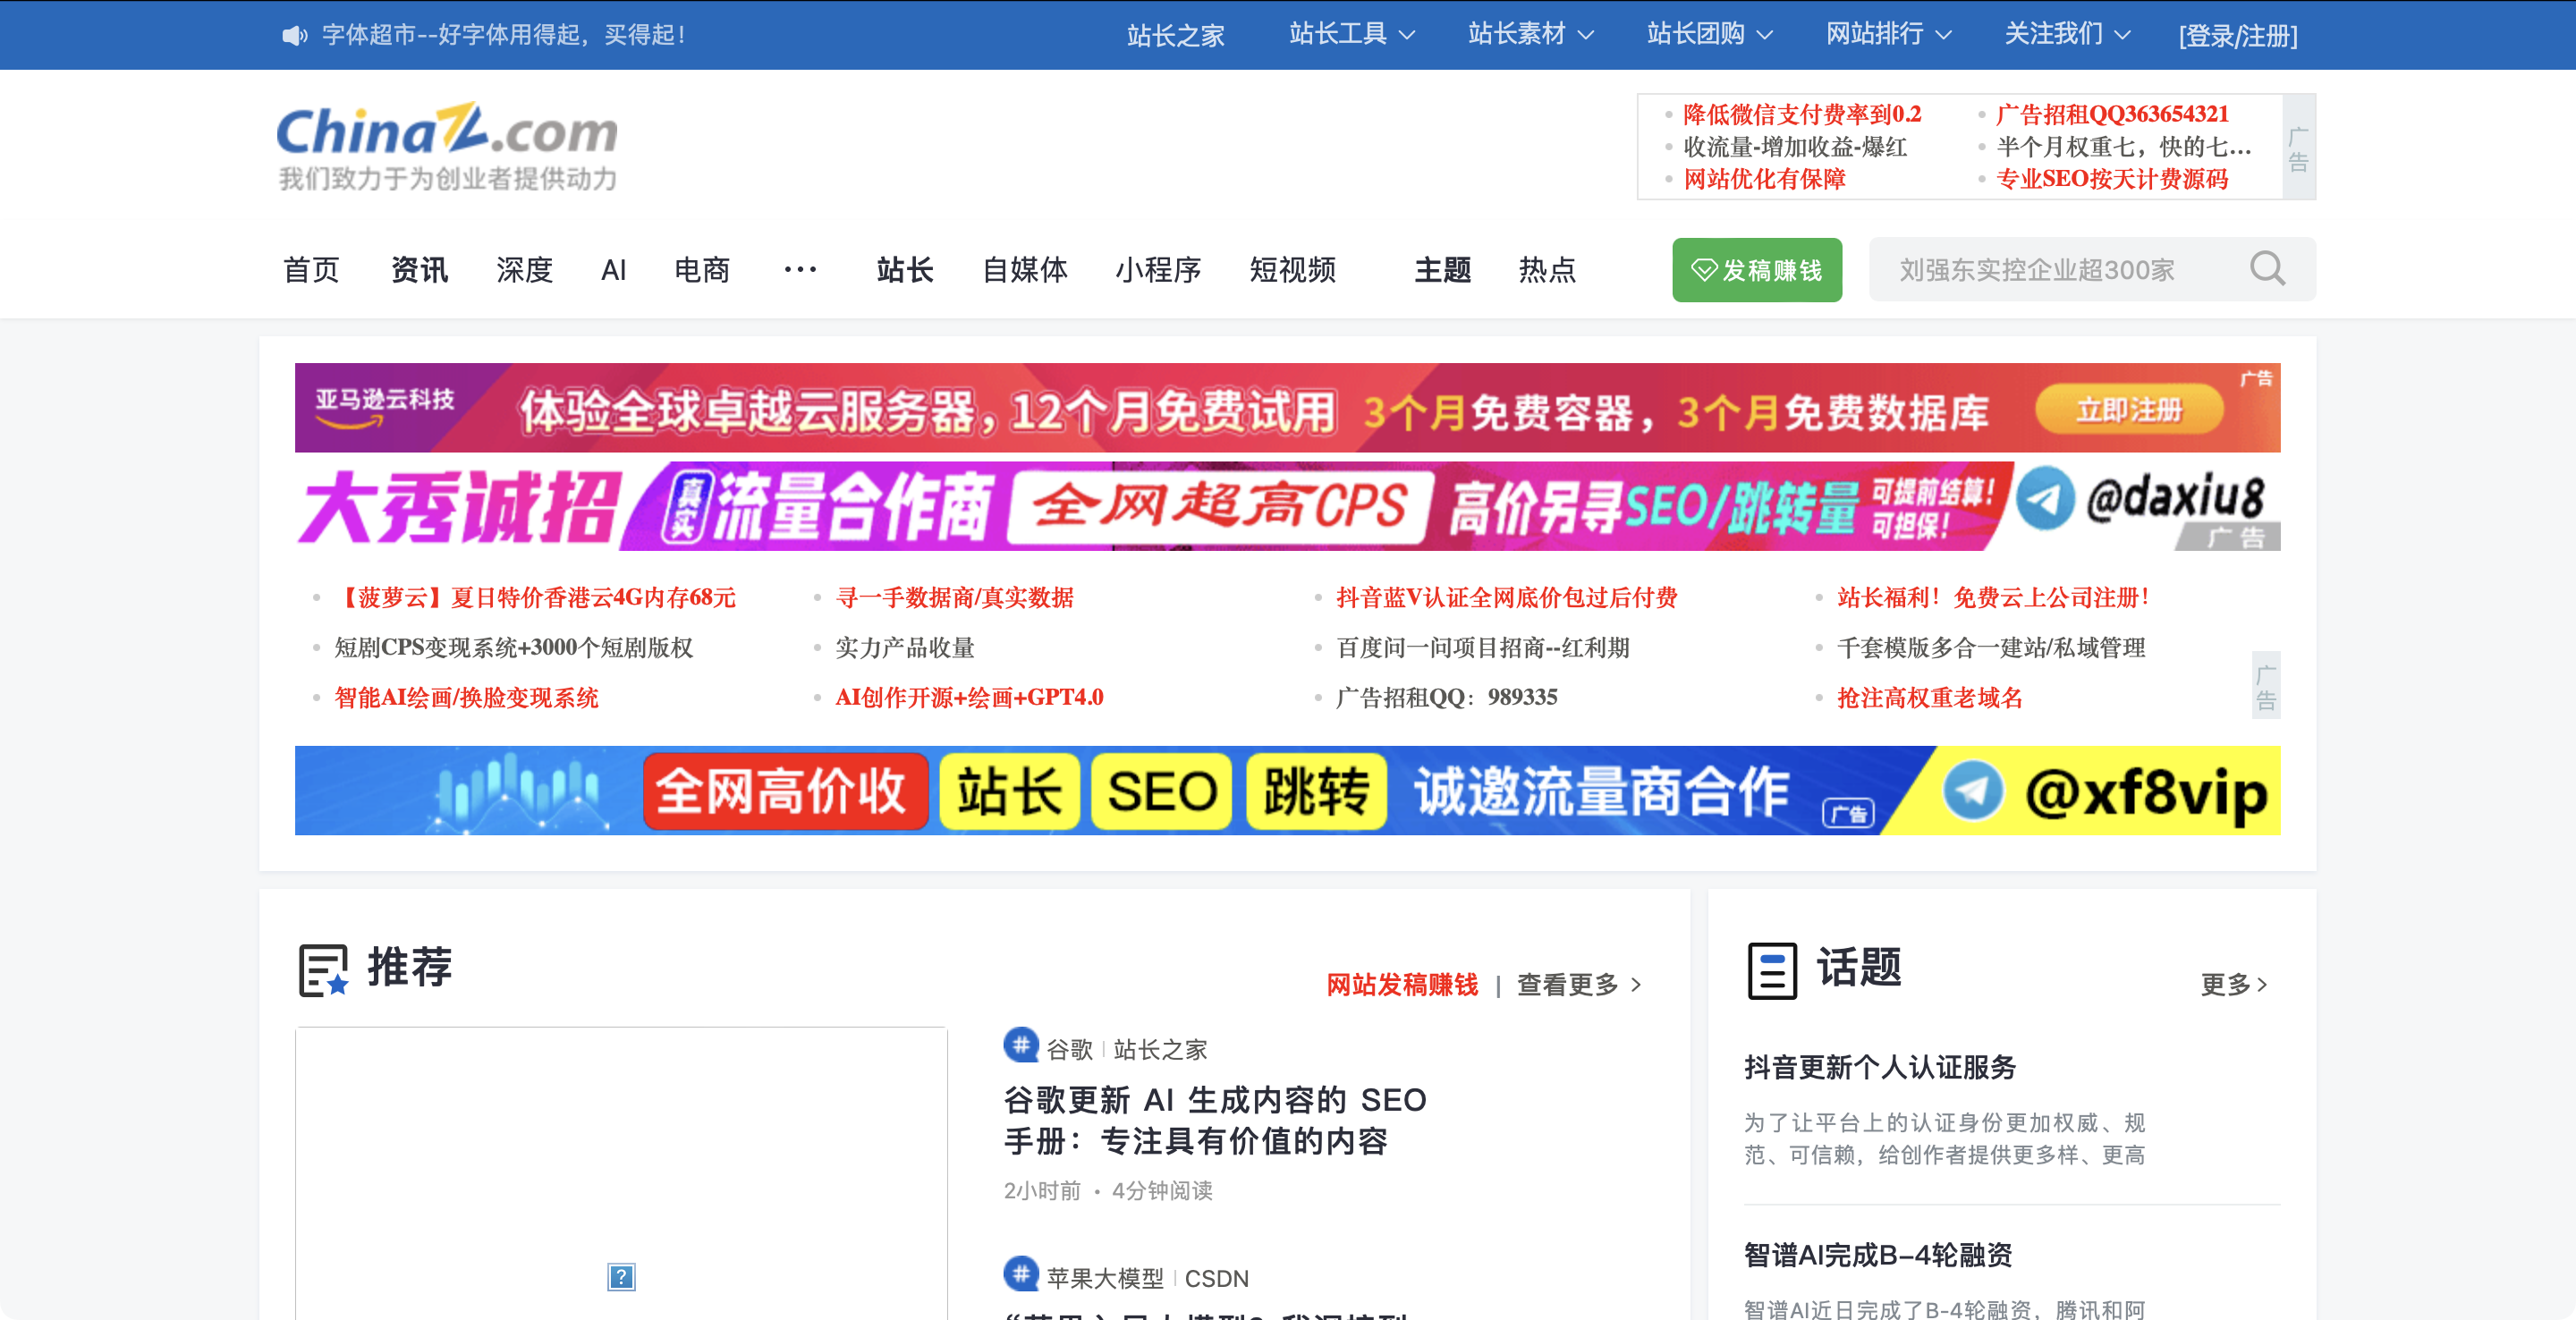 字体超市--好字体用得起，买得起！
站长之家 站长工具 站长素材 站长团购 网站排行 关注我们 [登录/注册]
ChinaZ.com
我们致力于为创业者提供动力
降低微信支付费率到0.2 广告招租QQ363654321
收流量-增加收益-爆红 半个月权重七，快的七...
网站优化有保障 专业SEO按天计费源码
广告
首页 资讯 深度 AI 电商 ··· 站长 自媒体 小程序 短视频 主题 热点 发稿赚钱 刘强东实控企业超300家
亚马逊云科技 体验全球卓越云服务器，12个月免费试用 3个月免费容器，3个月免费数据库 立即注册 广告
大秀诚招 真实 流量合作商 全网超高CPS 高价另寻SEO/跳转量 可提前结算！ @daxiu8
可担保！ 广告
【菠萝云】夏日特价香港云4G内存68元 寻一手数据商/真实数据 抖音蓝V认证全网底价包过后付费 站长福利！免费云上公司注册！
短剧CPS变现系统+3000个短剧版权 实力产品收量 百度问一问项目招商--红利期 千套模版多合一建站/私域管理
智能AI绘画/换脸变现系统 AI创作开源+绘画+GPT4.0 广告招租QQ：989335 抢注高权重老域名
广告
全网高价收 站长 SEO 跳转 诚邀流量商合作 广告 @xf8vip
推荐
网站发稿赚钱 | 查看更多 >
# 谷歌 | 站长之家
谷歌更新 AI 生成内容的 SEO
手册：专注具有价值的内容
2小时前 · 4分钟阅读
# 苹果大模型 | CSDN
话题
更多 >
抖音更新个人认证服务
为了让平台上的认证身份更加权威、规
范、可信赖，给创作者提供更多样、更高
智谱AI完成B-4轮融资
智谱AI近日完成了B-4轮融资，腾讯和阿